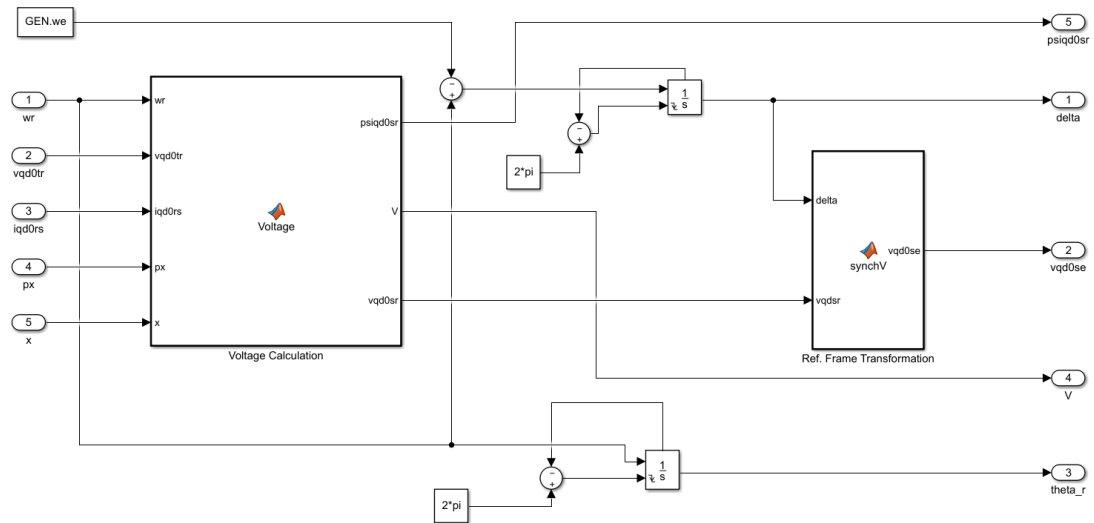 GEN.we
5
psiqd0sr
−
+
1
wr
wr
psiqd0sr
−
+
1
s
1
delta
2
vqd0tr
vqd0tr
2*pi
3
iqd0rs
iqd0rs
Voltage
V
delta
synchV
vqd0se
2
vqd0se
4
px
px
5
x
x
vqd0sr
vqdsr
Voltage Calculation
Ref. Frame Transformation
4
V
−
+
1
s
3
theta_r
2*pi